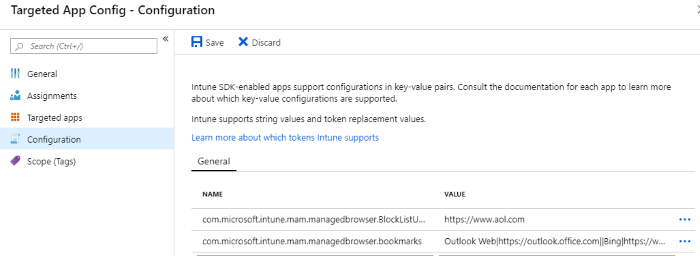 Targeted App Config - Configuration
Search (Ctrl+/)
«
Save
Discard
General
Assignments
Targeted apps
Configuration
Scope (Tags)
Intune SDK-enabled apps support configurations in key-value pairs. Consult the documentation for each app to learn more
about which key-value configurations are supported.
Intune supports string values and token replacement values.
Learn more about which tokens Intune supports
General
NAME VALUE
com.microsoft.intune.mam.managedbrowser.BlockListU... https://www.aol.com ...
com.microsoft.intune.mam.managedbrowser.bookmarks Outlook Web|https://outlook.office.com||Bing|https://w... ...